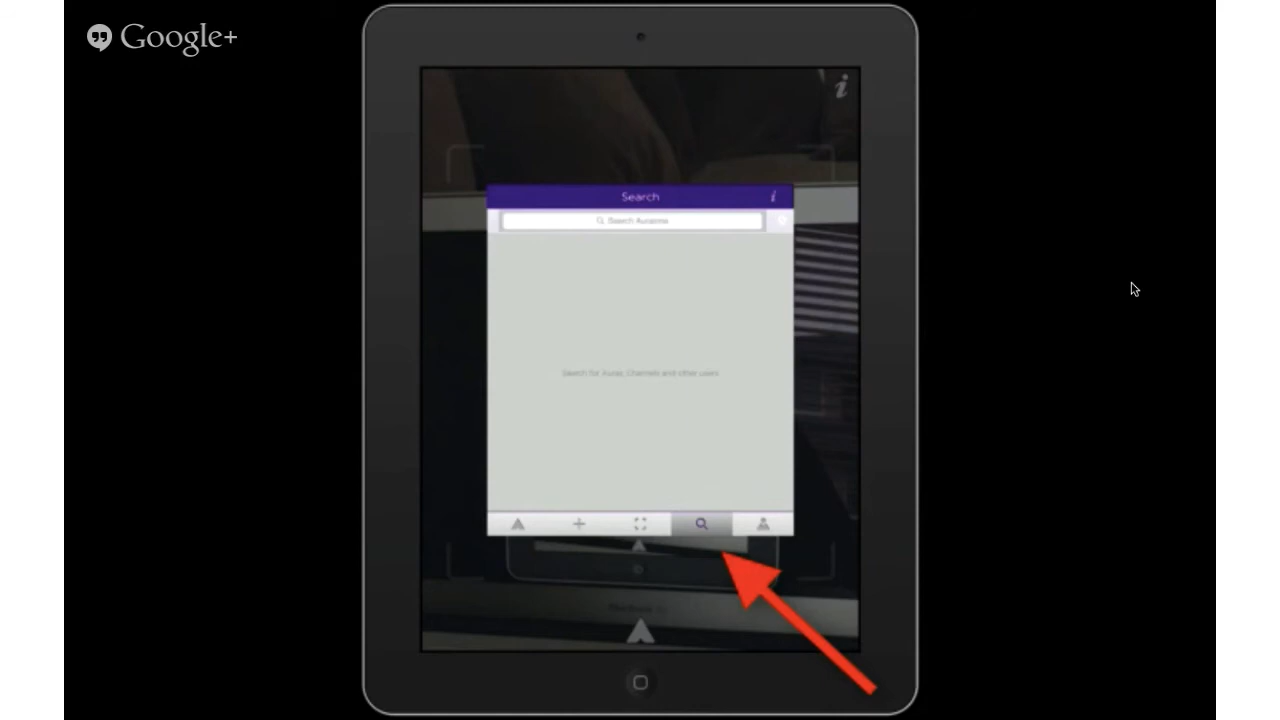 Google+
i
Search
i
Search Aurasma
Search for Auras, Channels and other users